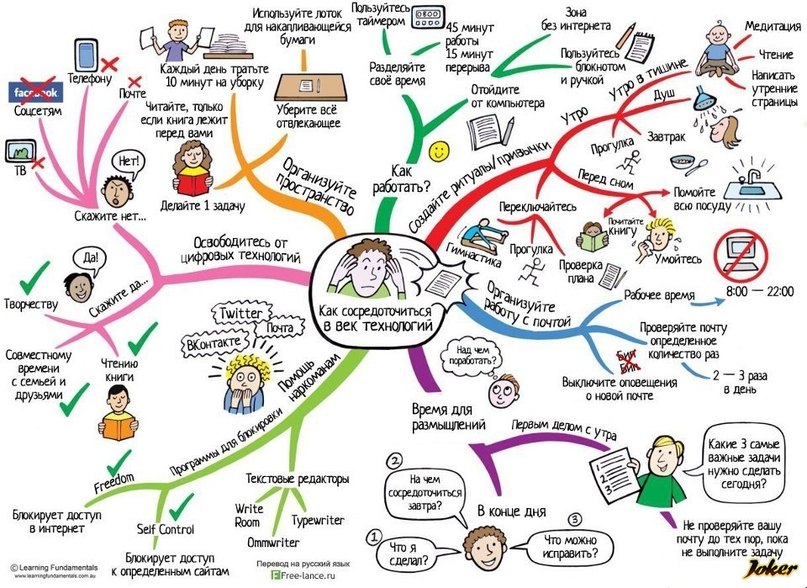 Как сосредоточиться
в век технологий
Как
работать?
Разделяйте
своё время
Пользуйтесь
таймером
45 минут
работы
15 минут
перерыва
Отойдите
от компьютера
Зона
без интернета
Пользуйтесь
блокнотом
и ручкой
Создайте ритуалы/привычки
Утро
Утро в тишине
Медитация
Чтение
Написать
утренние
страницы
Душ
Завтрак
Прогулка
Перед сном
Помойте
всю посуду
Почитайте
книгу
Умойтесь
Переключайтесь
Гимнастика
Прогулка
Проверка
плана
Организуйте
работу с почтой
Рабочее время
8:00 — 22:00
Проверяйте почту
определенное
количество раз
2 — 3 раза
в день
Бип
Бип
Выключите оповещения
о новой почте
Время для
размышлений
Над чем
поработать?
Первым делом с утра
Какие 3 самые
важные задачи
нужно сделать
сегодня?
1
2
3
Не проверяйте вашу
почту до тех пор, пока
не выполните задачу
В конце дня
1
Что я
сделал?
2
На чем
сосредоточиться
завтра?
3
Что можно
исправить?
Помощь
наркоманам
Twitter
ВКонтакте
Почта
Программы для блокировки
Freedom
Блокирует доступ
в интернет
Self Control
Блокирует доступ
к определенным сайтам
Текстовые редакторы
Write
Room
Ommwriter
Typewriter
Освободитесь от
цифровых технологий
Скажите нет...
Нет!
ТВ
facebook
Соцсетям
Телефону
Почте
Скажите да...
Да!
Творчеству
Совместному
времени
с семьей и
друзьями
Чтению
книги
Организуйте
пространство
Каждый день тратьте
10 минут на уборку
Используйте лоток
для накапливающейся
бумаги
Уберите всё
отвлекающее
Читайте, только
если книга лежит
перед вами
Делайте 1 задачу
© Learning Fundamentals
www.learningfundamentals.com.au
Перевод на русский язык
Free-lance.ru
Joker